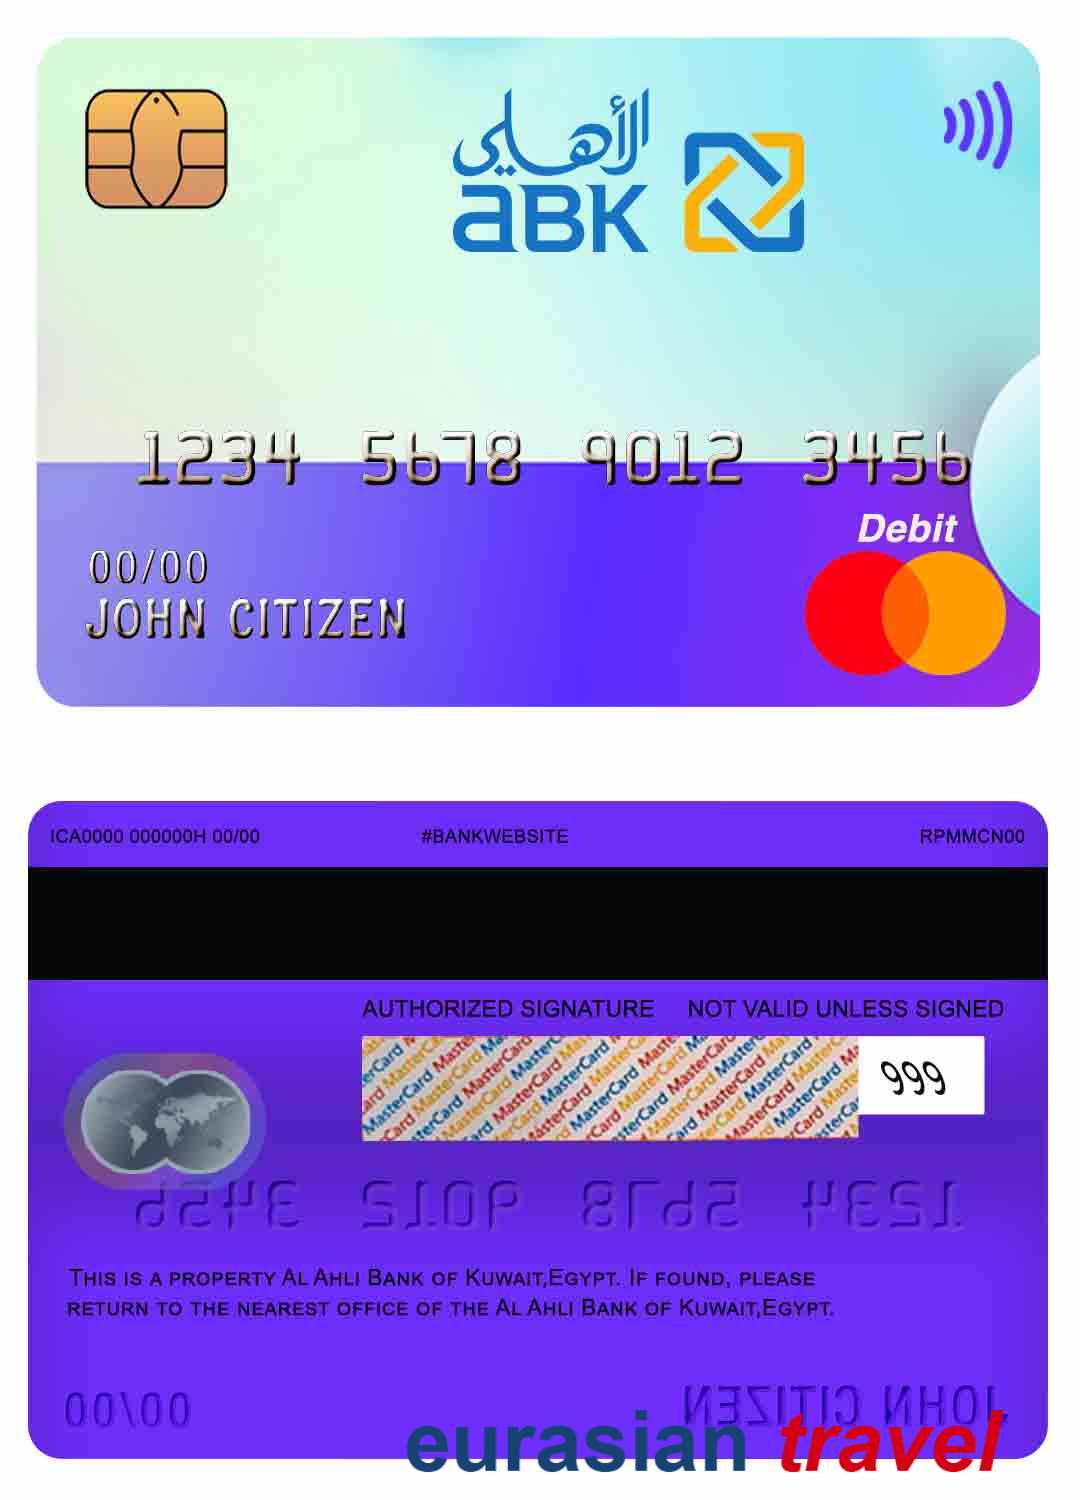 الأهلي
ABK
1234 5678 9012 3456
Debit
00/00
JOHN CITIZEN
ICA0000 000000H 00/00 #BANKWEBSITE RPMMCN00
AUTHORIZED SIGNATURE NOT VALID UNLESS SIGNED
MasterCard MasterCard MasterCard MasterCard
999
1234 5678 9012 3456
THIS IS A PROPERTY AL AHLI BANK OF KUWAIT,EGYPT. IF FOUND, PLEASE
RETURN TO THE NEAREST OFFICE OF THE AL AHLI BANK OF KUWAIT,EGYPT.
00/00
JOHN CITIZEN
eurasian travel